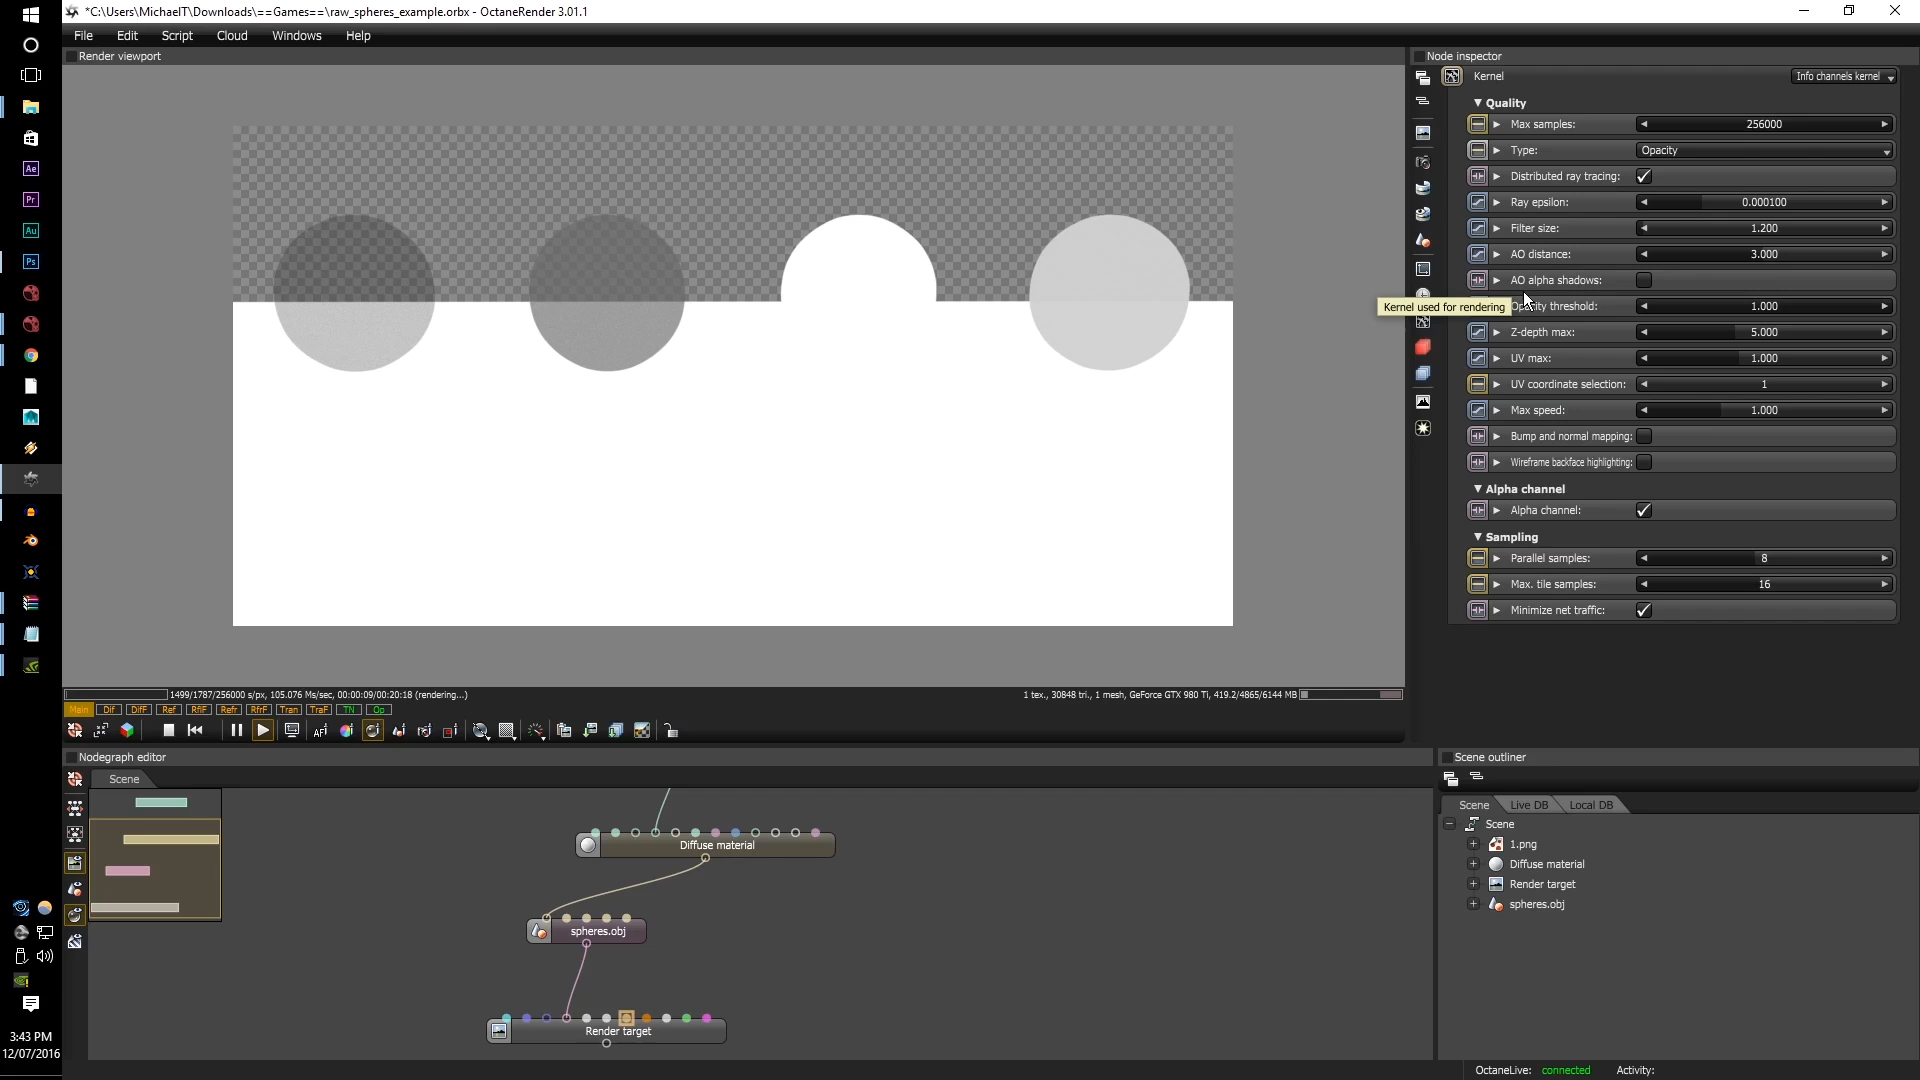 *C:\Users\MichaelT\Downloads\==Games==\raw_spheres_example.orbx - OctaneRender 3.01.1
File Edit Script Cloud Windows Help
Render viewport
Node inspector
Kernel Info channels kernel
Quality
Max samples: 256000
Type: Opacity
Distributed ray tracing:
Ray epsilon: 0.000100
Filter size: 1.200
AO distance: 3.000
AO alpha shadows:
Kernel used for rendering
threshold: 1.000
Z-depth max: 5.000
UV max: 1.000
UV coordinate selection: 1
Max speed: 1.000
Bump and normal mapping:
Wireframe backface highlighting:
Alpha channel
Alpha channel:
Sampling
Parallel samples: 8
Max. tile samples: 16
Minimize net traffic:
Ae
Pr
Au
Ps
1499/1787/256000 s/px, 105.076 Ms/sec, 00:00:09/00:20:18 (rendering...)
1 tex., 30848 tri., 1 mesh, GeForce GTX 980 Ti, 419.2/4865/6144 MB
Main Dif DifF Ref RflF Refr RfrF Tran TraF TN Op
AF
Nodegraph editor
Scene
Diffuse material
spheres.obj
Render target
Scene outliner
Scene Live DB Local DB
Scene
1.png
Diffuse material
Render target
spheres.obj
3:43 PM
12/07/2016
OctaneLive: connected Activity: